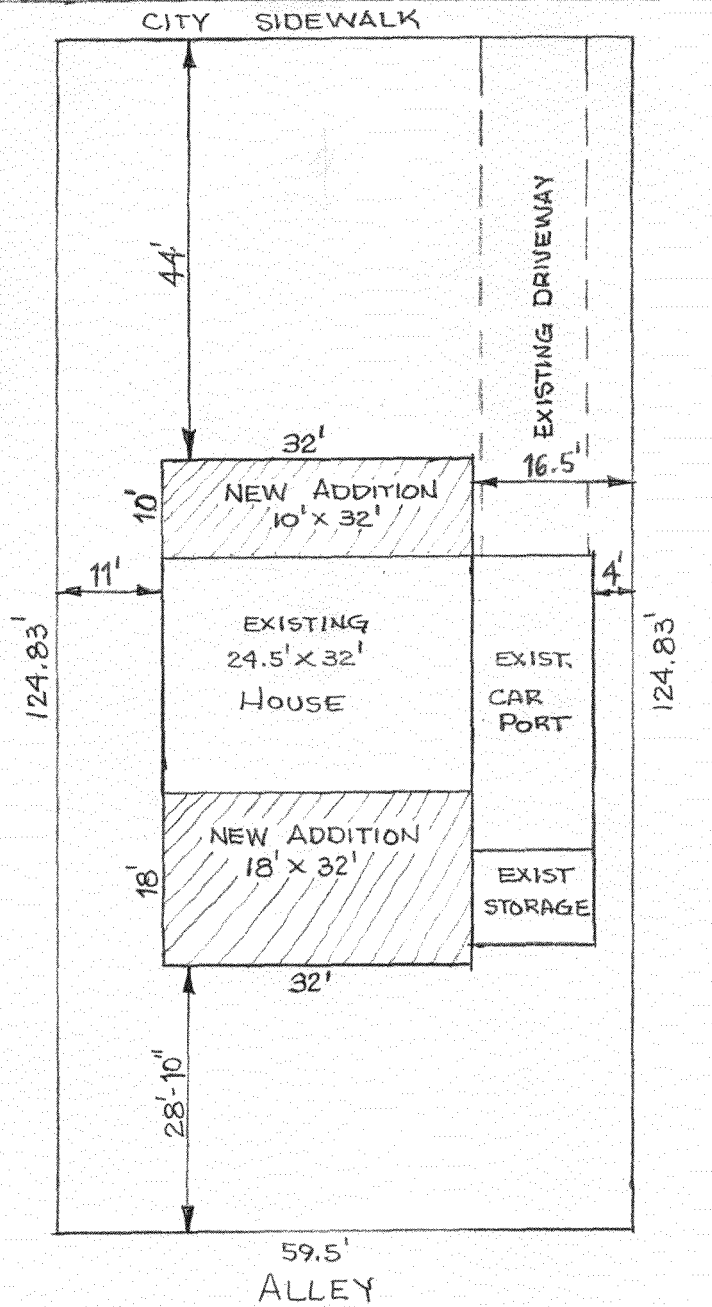 CITY SIDEWALK
44'
EXISTING DRIVEWAY
32'
16.5'
10'
NEW ADDITION
10' X 32'
11'
4'
124.83'
EXISTING
24.5' X 32'
HOUSE
EXIST.
CAR
PORT
124.83'
18'
NEW ADDITION
18' X 32'
EXIST
STORAGE
32'
28'-10"
59.5'
ALLEY